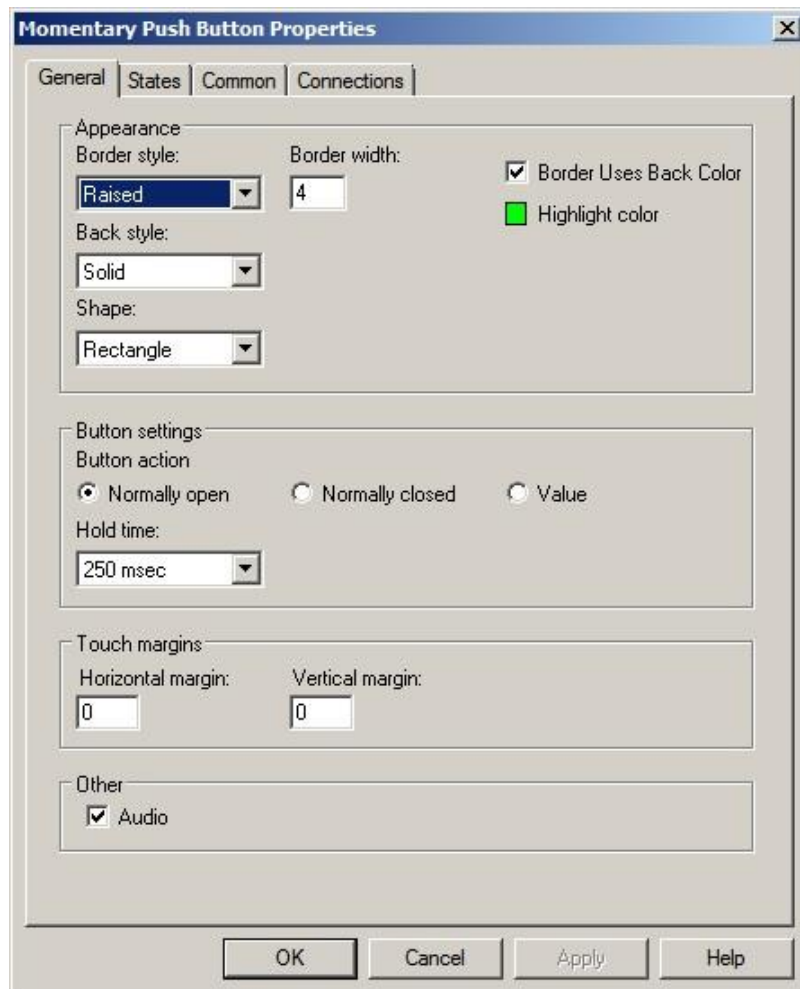 Momentary Push Button Properties
General States Common Connections
Appearance
Border style: Border width:
Raised 4 Border Uses Back Color
Highlight color
Back style:
Solid
Shape:
Rectangle
Button settings
Button action
Normally open Normally closed Value
Hold time:
250 msec
Touch margins
Horizontal margin: Vertical margin:
0 0
Other
Audio
OK Cancel Apply Help